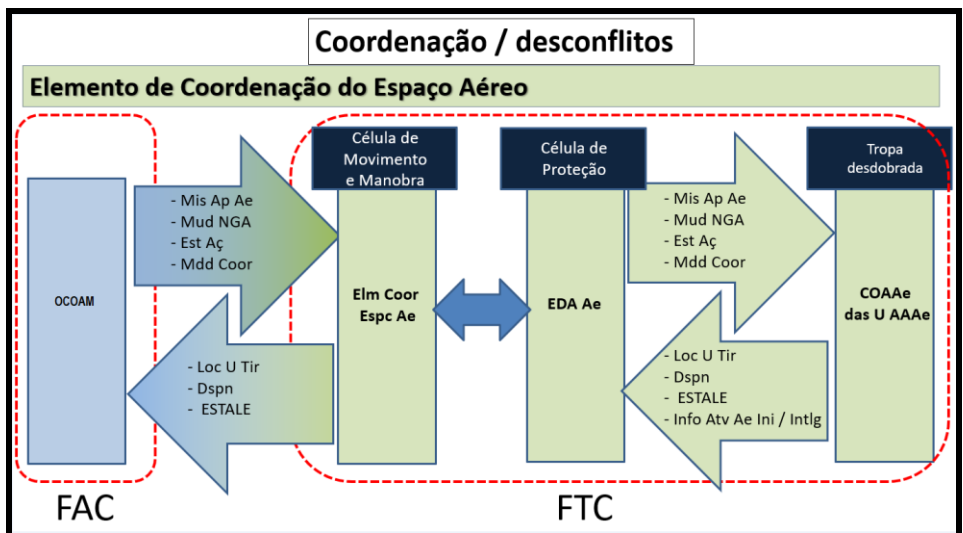 Coordenação / desconflitos
Elemento de Coordenação do Espaço Aéreo
OCOAM
- Mis Ap Ae
- Mud NGA
- Est Aç
- Mdd Coor
- Loc U Tir
- Dspn
- ESTALE
Célula de
Movimento
e Manobra
Elm Coor
Espc Ae
Célula de
Proteção
EDA Ae
- Mis Ap Ae
- Mud NGA
- Est Aç
- Mdd Coor
- Loc U Tir
- Dspn
- ESTALE
- Info Atv Ae Ini / Intlg
Tropa
desdobrada
COAAe
das U AAAe
FAC
FTC